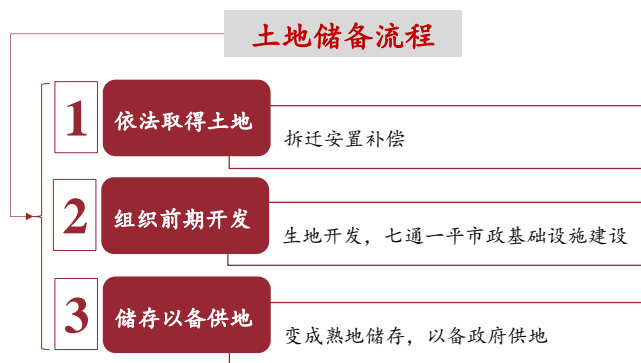 土地储备流程
1
依法取得土地
拆迁安置补偿
2
组织前期开发
生地开发，七通一平市政基础设施建设
3
储存以备供地
变成熟地储存，以备政府供地